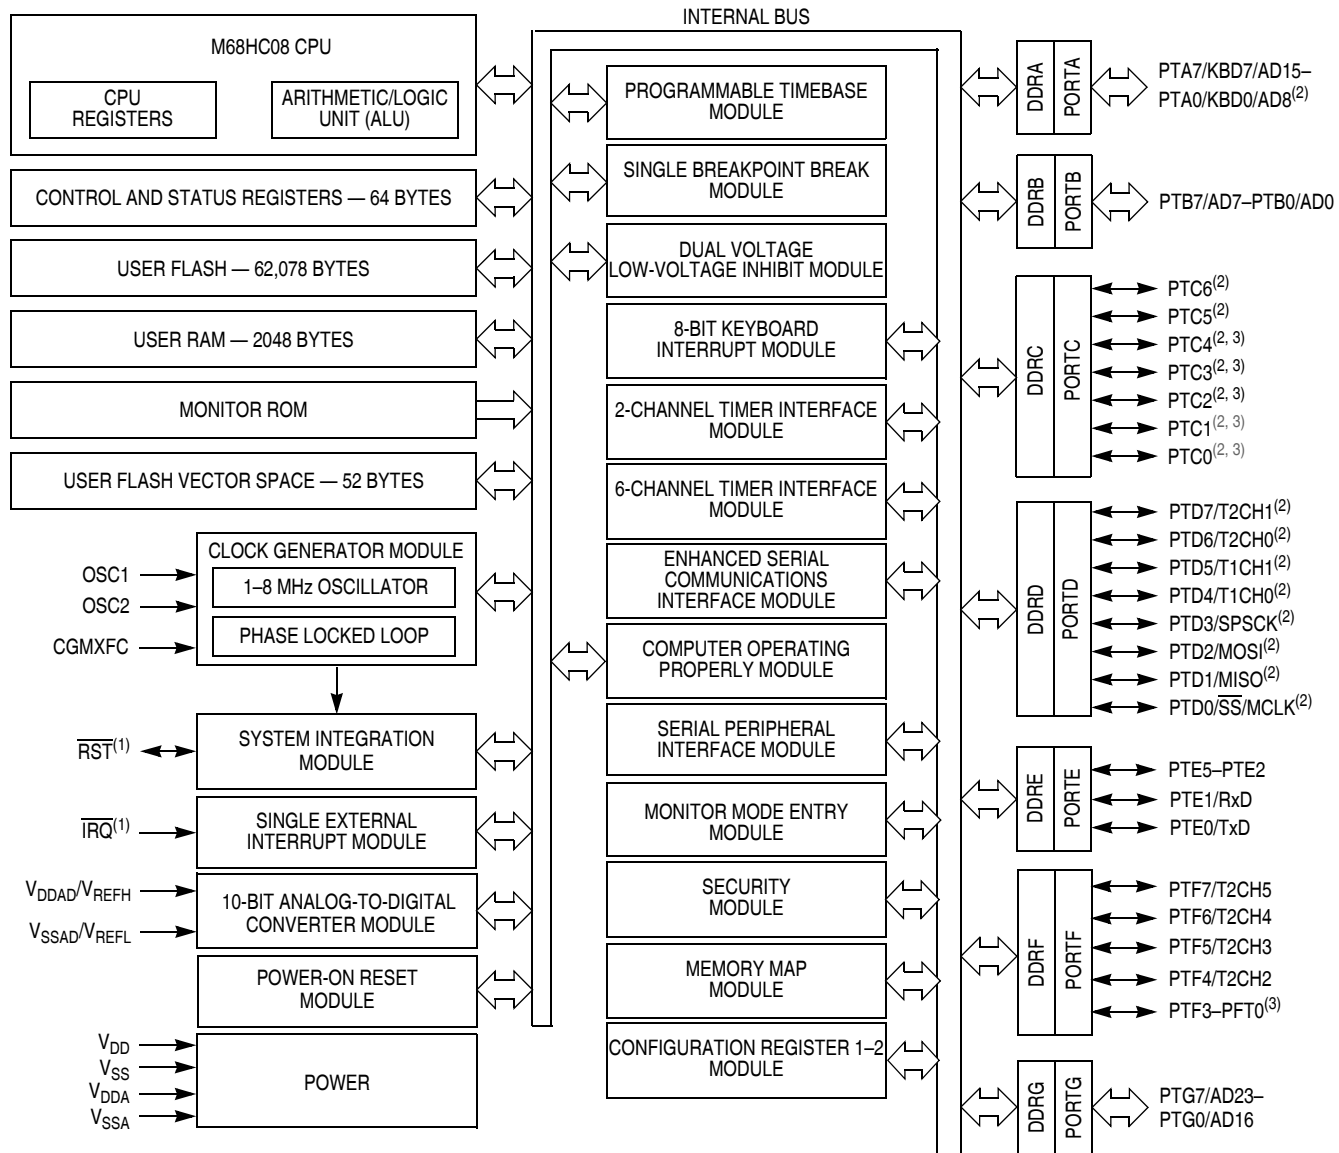 INTERNAL BUS
M68HC08 CPU
CPU
REGISTERS
ARITHMETIC/LOGIC
UNIT (ALU)
CONTROL AND STATUS REGISTERS — 64 BYTES
USER FLASH — 62,078 BYTES
USER RAM — 2048 BYTES
MONITOR ROM
USER FLASH VECTOR SPACE — 52 BYTES
CLOCK GENERATOR MODULE
1–8 MHz OSCILLATOR
PHASE LOCKED LOOP
OSC1
OSC2
CGMXFC
SYSTEM INTEGRATION
MODULE
RST(1)
SINGLE EXTERNAL
INTERRUPT MODULE
IRQ(1)
10-BIT ANALOG-TO-DIGITAL
CONVERTER MODULE
VDDAD/VREFH
VSSAD/VREFL
POWER-ON RESET
MODULE
POWER
VDD
VSS
VDDA
VSSA
PROGRAMMABLE TIMEBASE
MODULE
SINGLE BREAKPOINT BREAK
MODULE
DUAL VOLTAGE
LOW-VOLTAGE INHIBIT MODULE
8-BIT KEYBOARD
INTERRUPT MODULE
2-CHANNEL TIMER INTERFACE
MODULE
6-CHANNEL TIMER INTERFACE
MODULE
ENHANCED SERIAL
COMMUNICATIONS
INTERFACE MODULE
COMPUTER OPERATING
PROPERLY MODULE
SERIAL PERIPHERAL
INTERFACE MODULE
MONITOR MODE ENTRY
MODULE
SECURITY
MODULE
MEMORY MAP
MODULE
CONFIGURATION REGISTER 1–2
MODULE
DDRA
PORTA
PTA7/KBD7/AD15–
PTA0/KBD0/AD8(2)
DDRB
PORTB
PTB7/AD7–PTB0/AD0
DDRC
PORTC
PTC6(2)
PTC5(2)
PTC4(2, 3)
PTC3(2, 3)
PTC2(2, 3)
PTC1(2, 3)
PTC0(2, 3)
DDRD
PORTD
PTD7/T2CH1(2)
PTD6/T2CH0(2)
PTD5/T1CH1(2)
PTD4/T1CH0(2)
PTD3/SPSCK(2)
PTD2/MOSI(2)
PTD1/MISO(2)
PTD0/SS/MCLK(2)
DDRE
PORTE
PTE5–PTE2
PTE1/RxD
PTE0/TxD
DDRF
PORTF
PTF7/T2CH5
PTF6/T2CH4
PTF5/T2CH3
PTF4/T2CH2
PTF3–PFT0(3)
DDRG
PORTG
PTG7/AD23–
PTG0/AD16